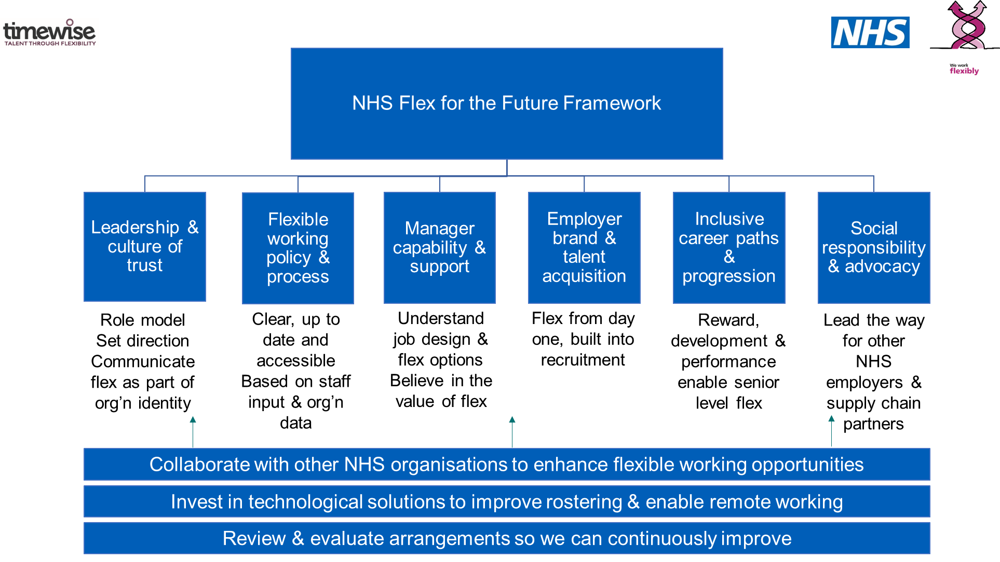 timewise
TALENT THROUGH FLEXIBILITY
NHS
We work
flexibly
NHS Flex for the Future Framework
Leadership &
culture of
trust
Flexible
working
policy &
process
Manager
capability &
support
Employer
brand &
talent
acquisition
Inclusive
career paths
&
progression
Social
responsibility
& advocacy
Role model
Set direction
Communicate
flex as part of
org’n identity
Clear, up to
date and
accessible
Based on staff
input & org’n
data
Understand
job design &
flex options
Believe in the
value of flex
Flex from day
one, built into
recruitment
Reward,
development &
performance
enable senior
level flex
Lead the way
for other
NHS
employers &
supply chain
partners
Collaborate with other NHS organisations to enhance flexible working opportunities
Invest in technological solutions to improve rostering & enable remote working
Review & evaluate arrangements so we can continuously improve